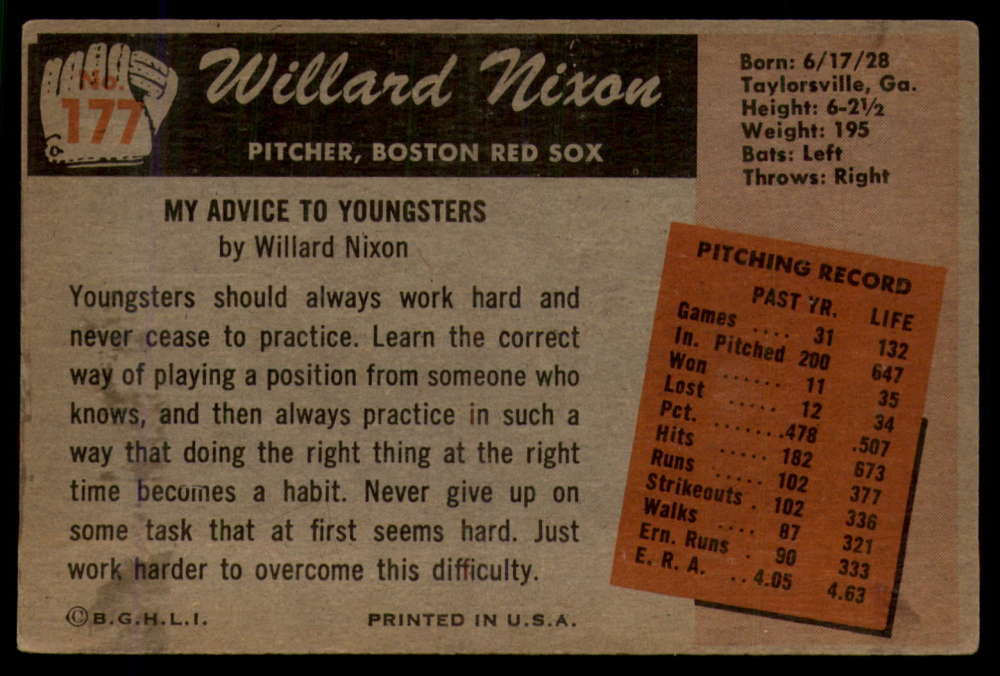 No.
177
Willard Nixon
PITCHER, BOSTON RED SOX
Born: 6/17/28
Taylorsville, Ga.
Height: 6-2½
Weight: 195
Bats: Left
Throws: Right
MY ADVICE TO YOUNGSTERS
by Willard Nixon
Youngsters should always work hard and
never cease to practice. Learn the correct
way of playing a position from someone who
knows, and then always practice in such a
way that doing the right thing at the right
time becomes a habit. Never give up on
some task that at first seems hard. Just
work harder to overcome this difficulty.
PITCHING RECORD
PAST YR. LIFE
Games .... 31 132
In. Pitched 200 647
Won ...... 11 35
Lost ..... 12 34
Pct. .......478 .507
Hits ..... 182 673
Runs ..... 102 377
Strikeouts . 102 336
Walks .... 87 321
Ern. Runs . 90 333
E. R. A. .. 4.05 4.63
©B.G.H.L.I.
PRINTED IN U.S.A.